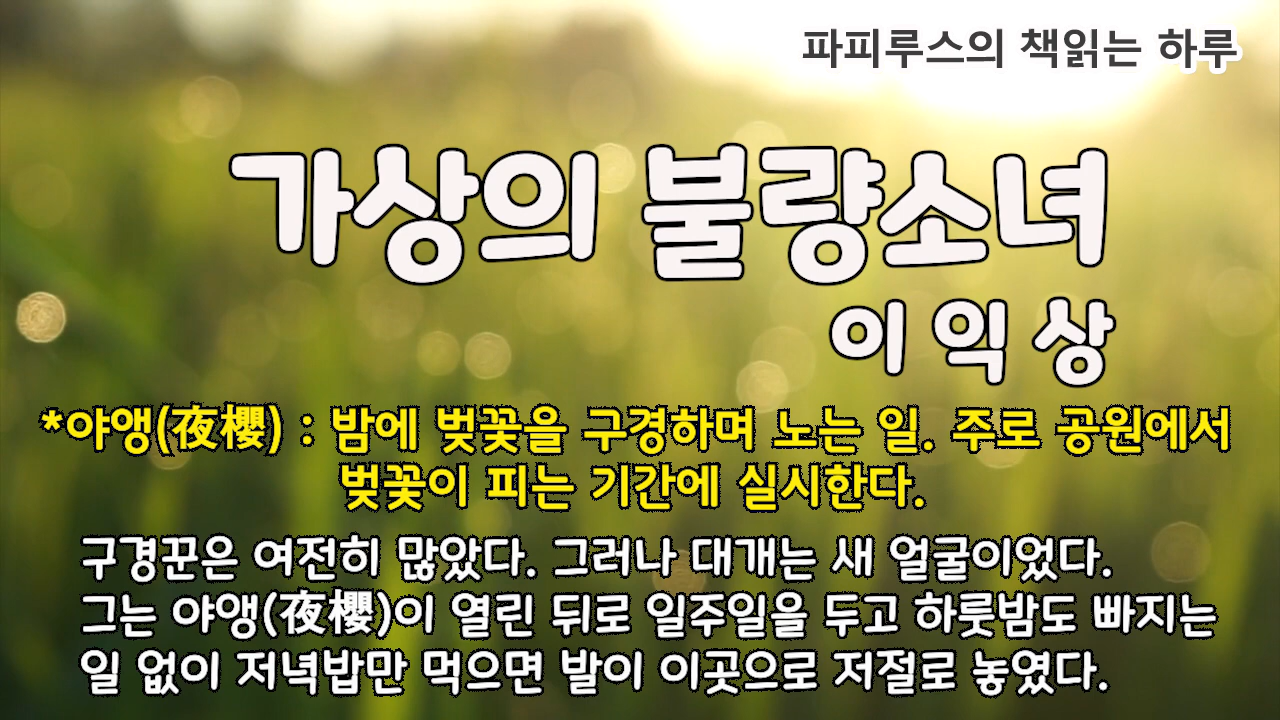 파피루스의 책읽는 하루
가상의 불량소녀
이 익 상
*야앵(夜櫻) : 밤에 벚꽃을 구경하며 노는 일. 주로 공원에서
벚꽃이 피는 기간에 실시한다.
구경꾼은 여전히 많았다. 그러나 대개는 새 얼굴이었다.
그는 야앵(夜櫻)이 열린 뒤로 일주일을 두고 하룻밤도 빠지는
일 없이 저녁밥만 먹으면 발이 이곳으로 저절로 놓였다.